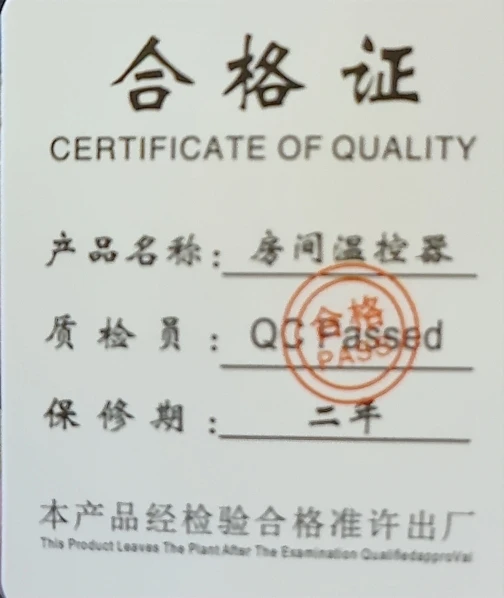 合格证
CERTIFICATE OF QUALITY
产品名称：房间温控器
质检员：QC Passed
合格
PASS
保修期：二年
本产品经检验合格准许出厂
This Product Leaves The Plant After The Examination QualifiedapproVal